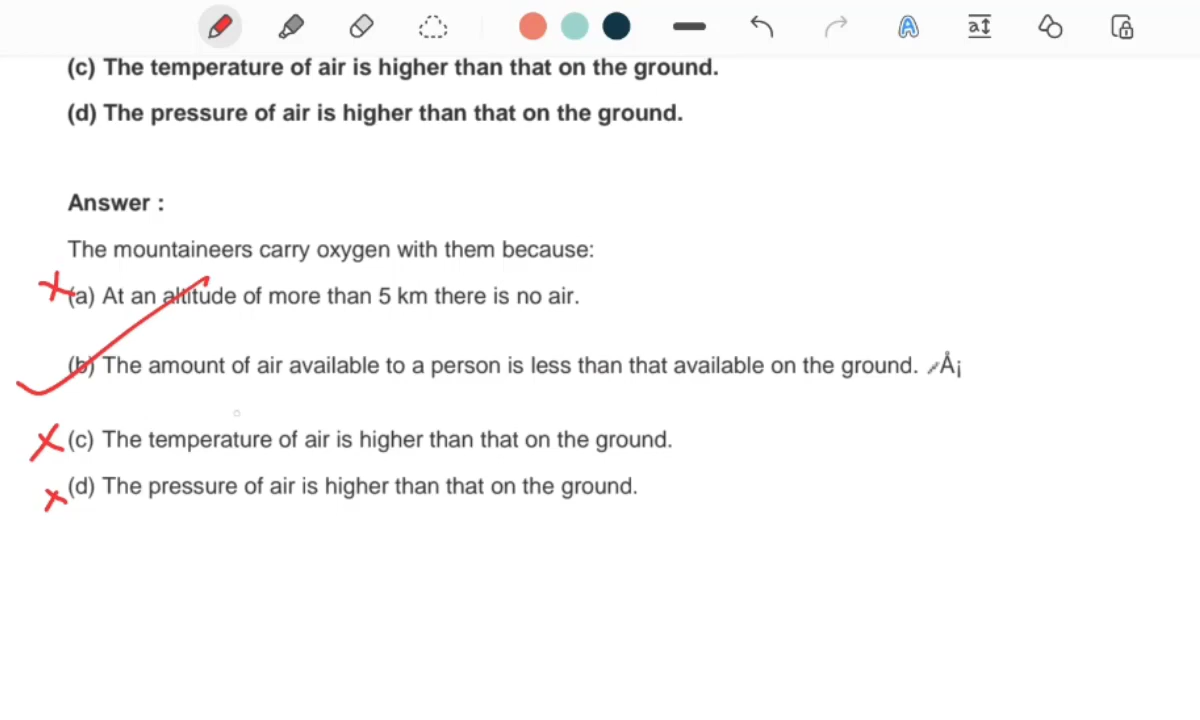 (c) The temperature of air is higher than that on the ground.
(d) The pressure of air is higher than that on the ground.
Answer :
The mountaineers carry oxygen with them because:
(a) At an altitude of more than 5 km there is no air.
(b) The amount of air available to a person is less than that available on the ground. ✓Å¡
(c) The temperature of air is higher than that on the ground.
(d) The pressure of air is higher than that on the ground.